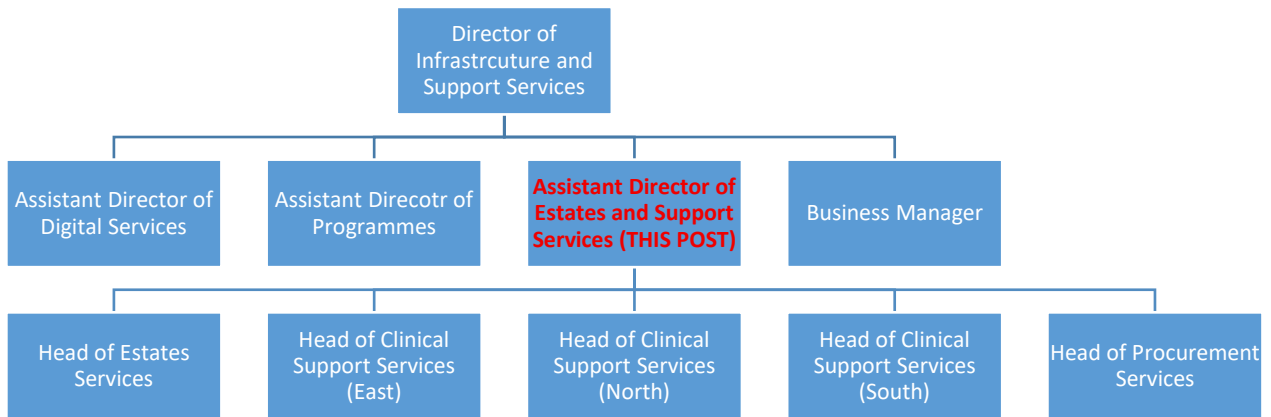 Director of
Infrastrcuture and
Support Services
Assistant Director of
Digital Services
Assistant Direcotr of
Programmes
Assistant Director of
Estates and Support
Services (THIS POST)
Business Manager
Head of Estates
Services
Head of Clinical
Support Services
(East)
Head of Clinical
Support Services
(North)
Head of Clinical
Support Services
(South)
Head of Procurement
Services